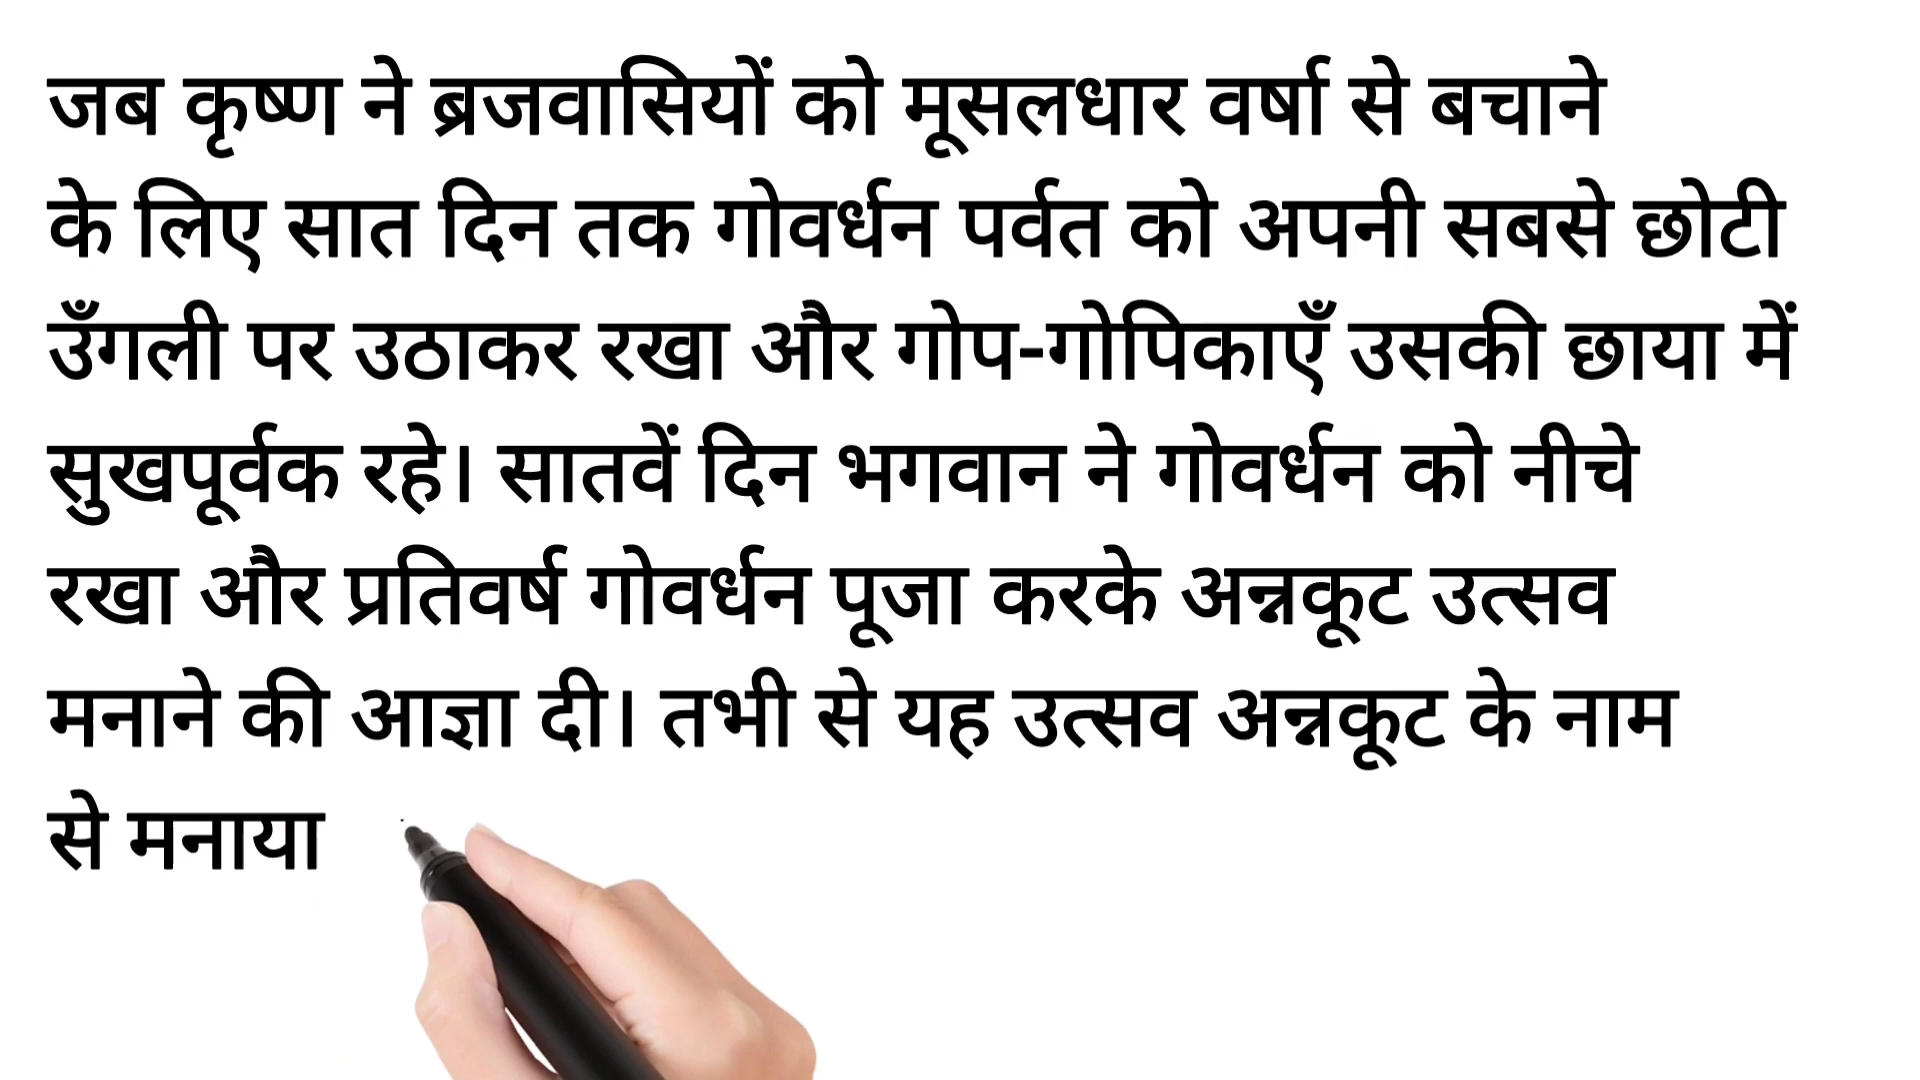 जब कृष्ण ने ब्रजवासियों को मूसलधार वर्षा से बचाने
के लिए सात दिन तक गोवर्धन पर्वत को अपनी सबसे छोटी
उँगली पर उठाकर रखा और गोप-गोपिकाएँ उसकी छाया में
सुखपूर्वक रहे। सातवें दिन भगवान ने गोवर्धन को नीचे
रखा और प्रतिवर्ष गोवर्धन पूजा करके अन्नकूट उत्सव
मनाने की आज्ञा दी। तभी से यह उत्सव अन्नकूट के नाम
से मनाया